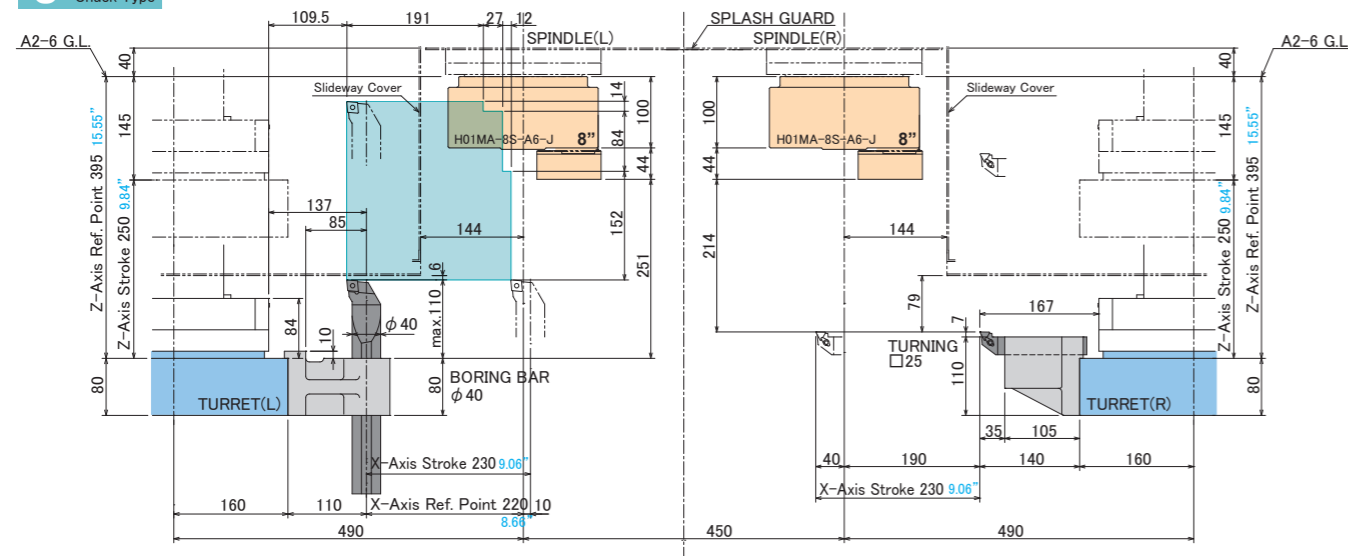 Chuck Type
109.5
191
27
12
SPLASH GUARD
SPINDLE(L)
SPINDLE(R)
A2-6 G.L.
A2-6 G.L
40
40
Slideway Cover
Slideway Cover
14
100
100
84
H01MA-8S-A6-J 8"
H01MA-8S-A6-J 8"
44
44
145
145
Z-Axis Ref. Point 395 15.55"
Z-Axis Stroke 250 9.84"
Z-Axis Stroke 250 9.84"
Z-Axis Ref. Point 395 15.55"
137
85
144
144
152
251
214
6
max.110
79
167
7
84
10
φ40
TURNING
□25
110
80
80
80
BORING BAR
φ40
TURRET(L)
TURRET(R)
35
105
X-Axis Stroke 230 9.06"
40
190
140
160
X-Axis Stroke 230 9.06"
160
110
X-Axis Ref. Point 220
10
8.66"
490
450
490